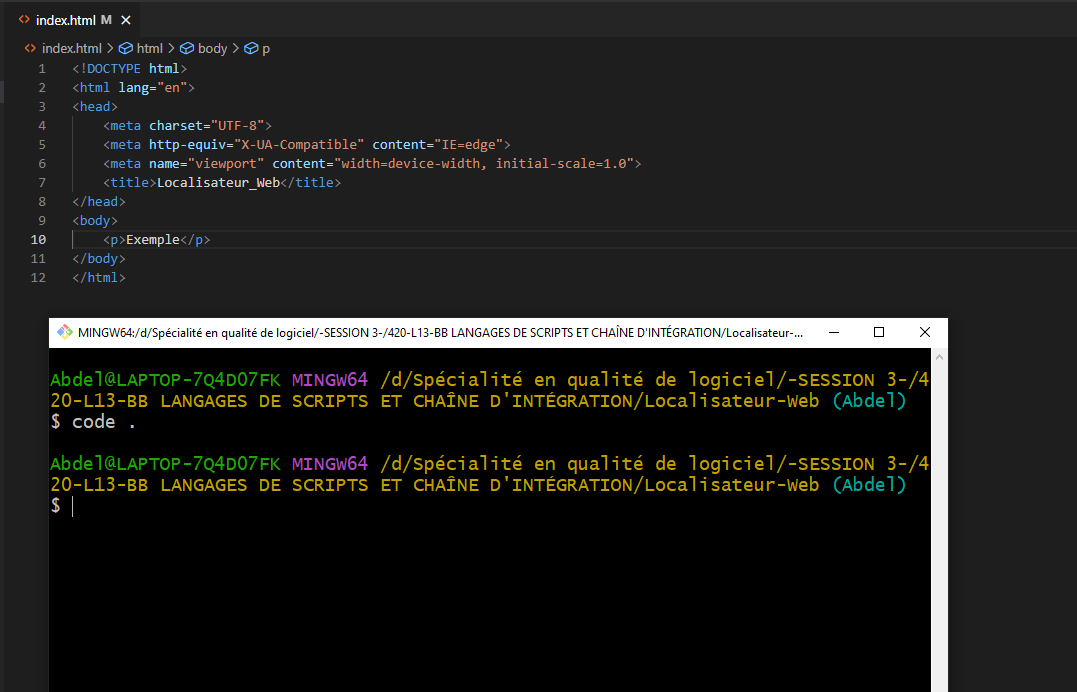 index.html M
index.html > html > body > p
1 <!DOCTYPE html>
2 <html lang="en">
3 <head>
4     <meta charset="UTF-8">
5     <meta http-equiv="X-UA-Compatible" content="IE=edge">
6     <meta name="viewport" content="width=device-width, initial-scale=1.0">
7     <title>Localisateur_Web</title>
8 </head>
9 <body>
10     <p>Exemple</p>
11 </body>
12 </html>
MINGW64:/d/Spécialité en qualité de logiciel/-SESSION 3-/420-L13-BB LANGAGES DE SCRIPTS ET CHAÎNE D'INTÉGRATION/Localisateur-...
Abdel@LAPTOP-7Q4D07FK MINGW64 /d/Spécialité en qualité de logiciel/-SESSION 3-/4
20-L13-BB LANGAGES DE SCRIPTS ET CHAÎNE D'INTÉGRATION/Localisateur-Web (Abdel)
$ code .
Abdel@LAPTOP-7Q4D07FK MINGW64 /d/Spécialité en qualité de logiciel/-SESSION 3-/4
20-L13-BB LANGAGES DE SCRIPTS ET CHAÎNE D'INTÉGRATION/Localisateur-Web (Abdel)
$